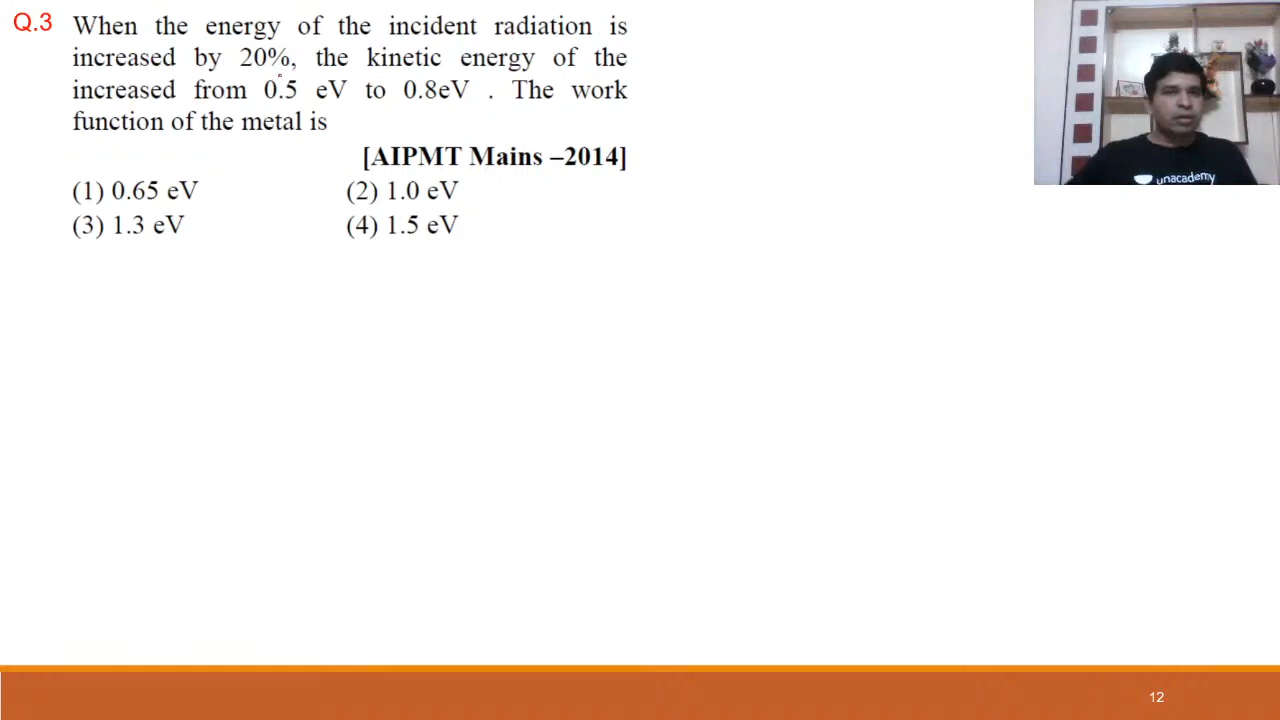 Q.3
When the energy of the incident radiation is
increased by 20%, the kinetic energy of the
increased from 0.5 eV to 0.8eV . The work
function of the metal is
[AIPMT Mains –2014]
(1) 0.65 eV (2) 1.0 eV
(3) 1.3 eV (4) 1.5 eV
unacademy
12